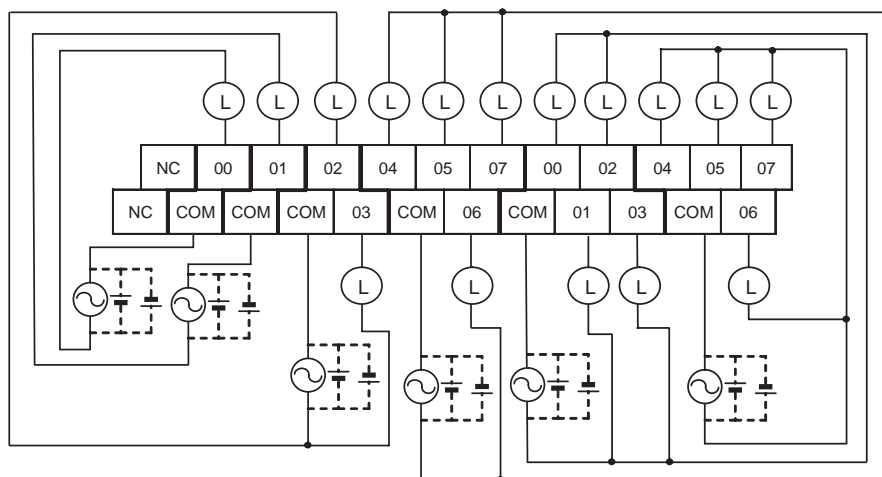 L L L L L L L L L L L
NC 00 01 02 04 05 07 00 02 04 05 07
NC COM COM COM 03 COM 06 COM 01 03 COM 06
L L L L L